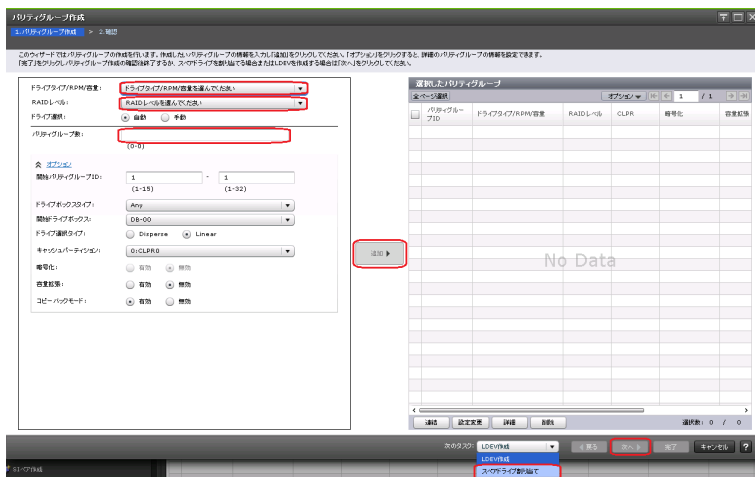 パリティグループ作成
1.パリティグループ作成 > 2.確認
このウィザードではパリティグループの作成を行います。作成したいパリティグループの情報を入力し「追加」をクリックしてください。「オプション」をクリックすると、詳細のパリティグループの情報を設定できます。
「完了」をクリックしパリティグループ作成の確認後終了するか、スペアドライブを割り当てる場合またはLDEVを作成する場合は「次へ」をクリックしてください。
ドライブタイプ/RPM/容量: ドライブタイプ/RPM/容量を選んでください
RAIDレベル: RAIDレベルを選んでください
ドライブ選択: 自動 手動
パリティグループ数:
(0-0)
オプション
開始パリティグループID: 1 - 1
(1-15) (1-32)
ドライブボックスタイプ: Any
開始ドライブボックス: DB-00
ドライブ選択タイプ: Disperse Linear
キャッシュパーティション: 0:CLPR0
暗号化: 有効 無効
容量拡張: 有効 無効
コピーバックモード: 有効 無効
追加
選択したパリティグループ
全ページ選択 オプション 1 / 1
パリティグループID ドライブタイプ/RPM/容量 RAIDレベル CLPR 暗号化 容量拡張
No Data
連結 設定変更 詳細 削除 選択数: 0 / 0
次のタスク: LDEV作成 戻る 次へ 完了 キャンセル ?
LDEV作成
スペアドライブ割り当て